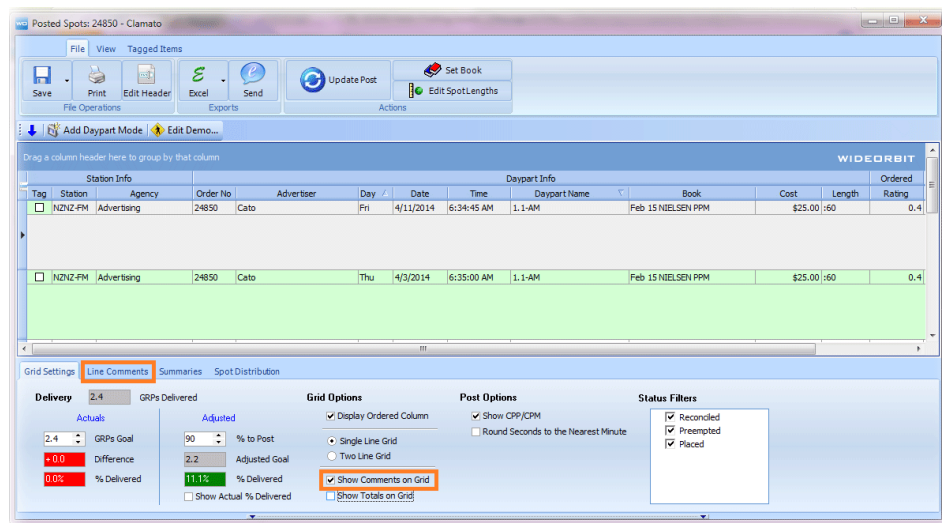 Posted Spots: 24850 - Clamato
File View Tagged Items
Save Print Edit Header Excel Send Update Post Set Book
Edit SpotLengths
File Operations Exports Actions
Add Daypart Mode Edit Demo...
Drag a column header here to group by that column WIDEORBIT
Station Info Daypart Info Ordered
Tag Station Agency Order No Advertiser Day Date Time Daypart Name Book Cost Length Rating
NZNZ-FM Advertising 24850 Cato Fri 4/11/2014 6:34:45 AM 1.1-AM Feb 15 NIELSEN PPM $25.00 :60 0.4
NZNZ-FM Advertising 24850 Cato Thu 4/3/2014 6:35:00 AM 1.1-AM Feb 15 NIELSEN PPM $25.00 :60 0.4
Grid Settings Line Comments Summaries Spot Distribution
Delivery 2.4 GRPs Delivered Grid Options Post Options Status Filters
Actuals Adjusted Display Ordered Column Show CPP/CPM Reconciled
Round Seconds to the Nearest Minute Preempted
2.4 GRPs Goal 90 % to Post Single Line Grid Placed
+0.0 Difference 2.2 Adjusted Goal Two Line Grid
0.0% % Delivered 11.1% % Delivered Show Comments on Grid
Show Actual % Delivered Show Totals on Grid